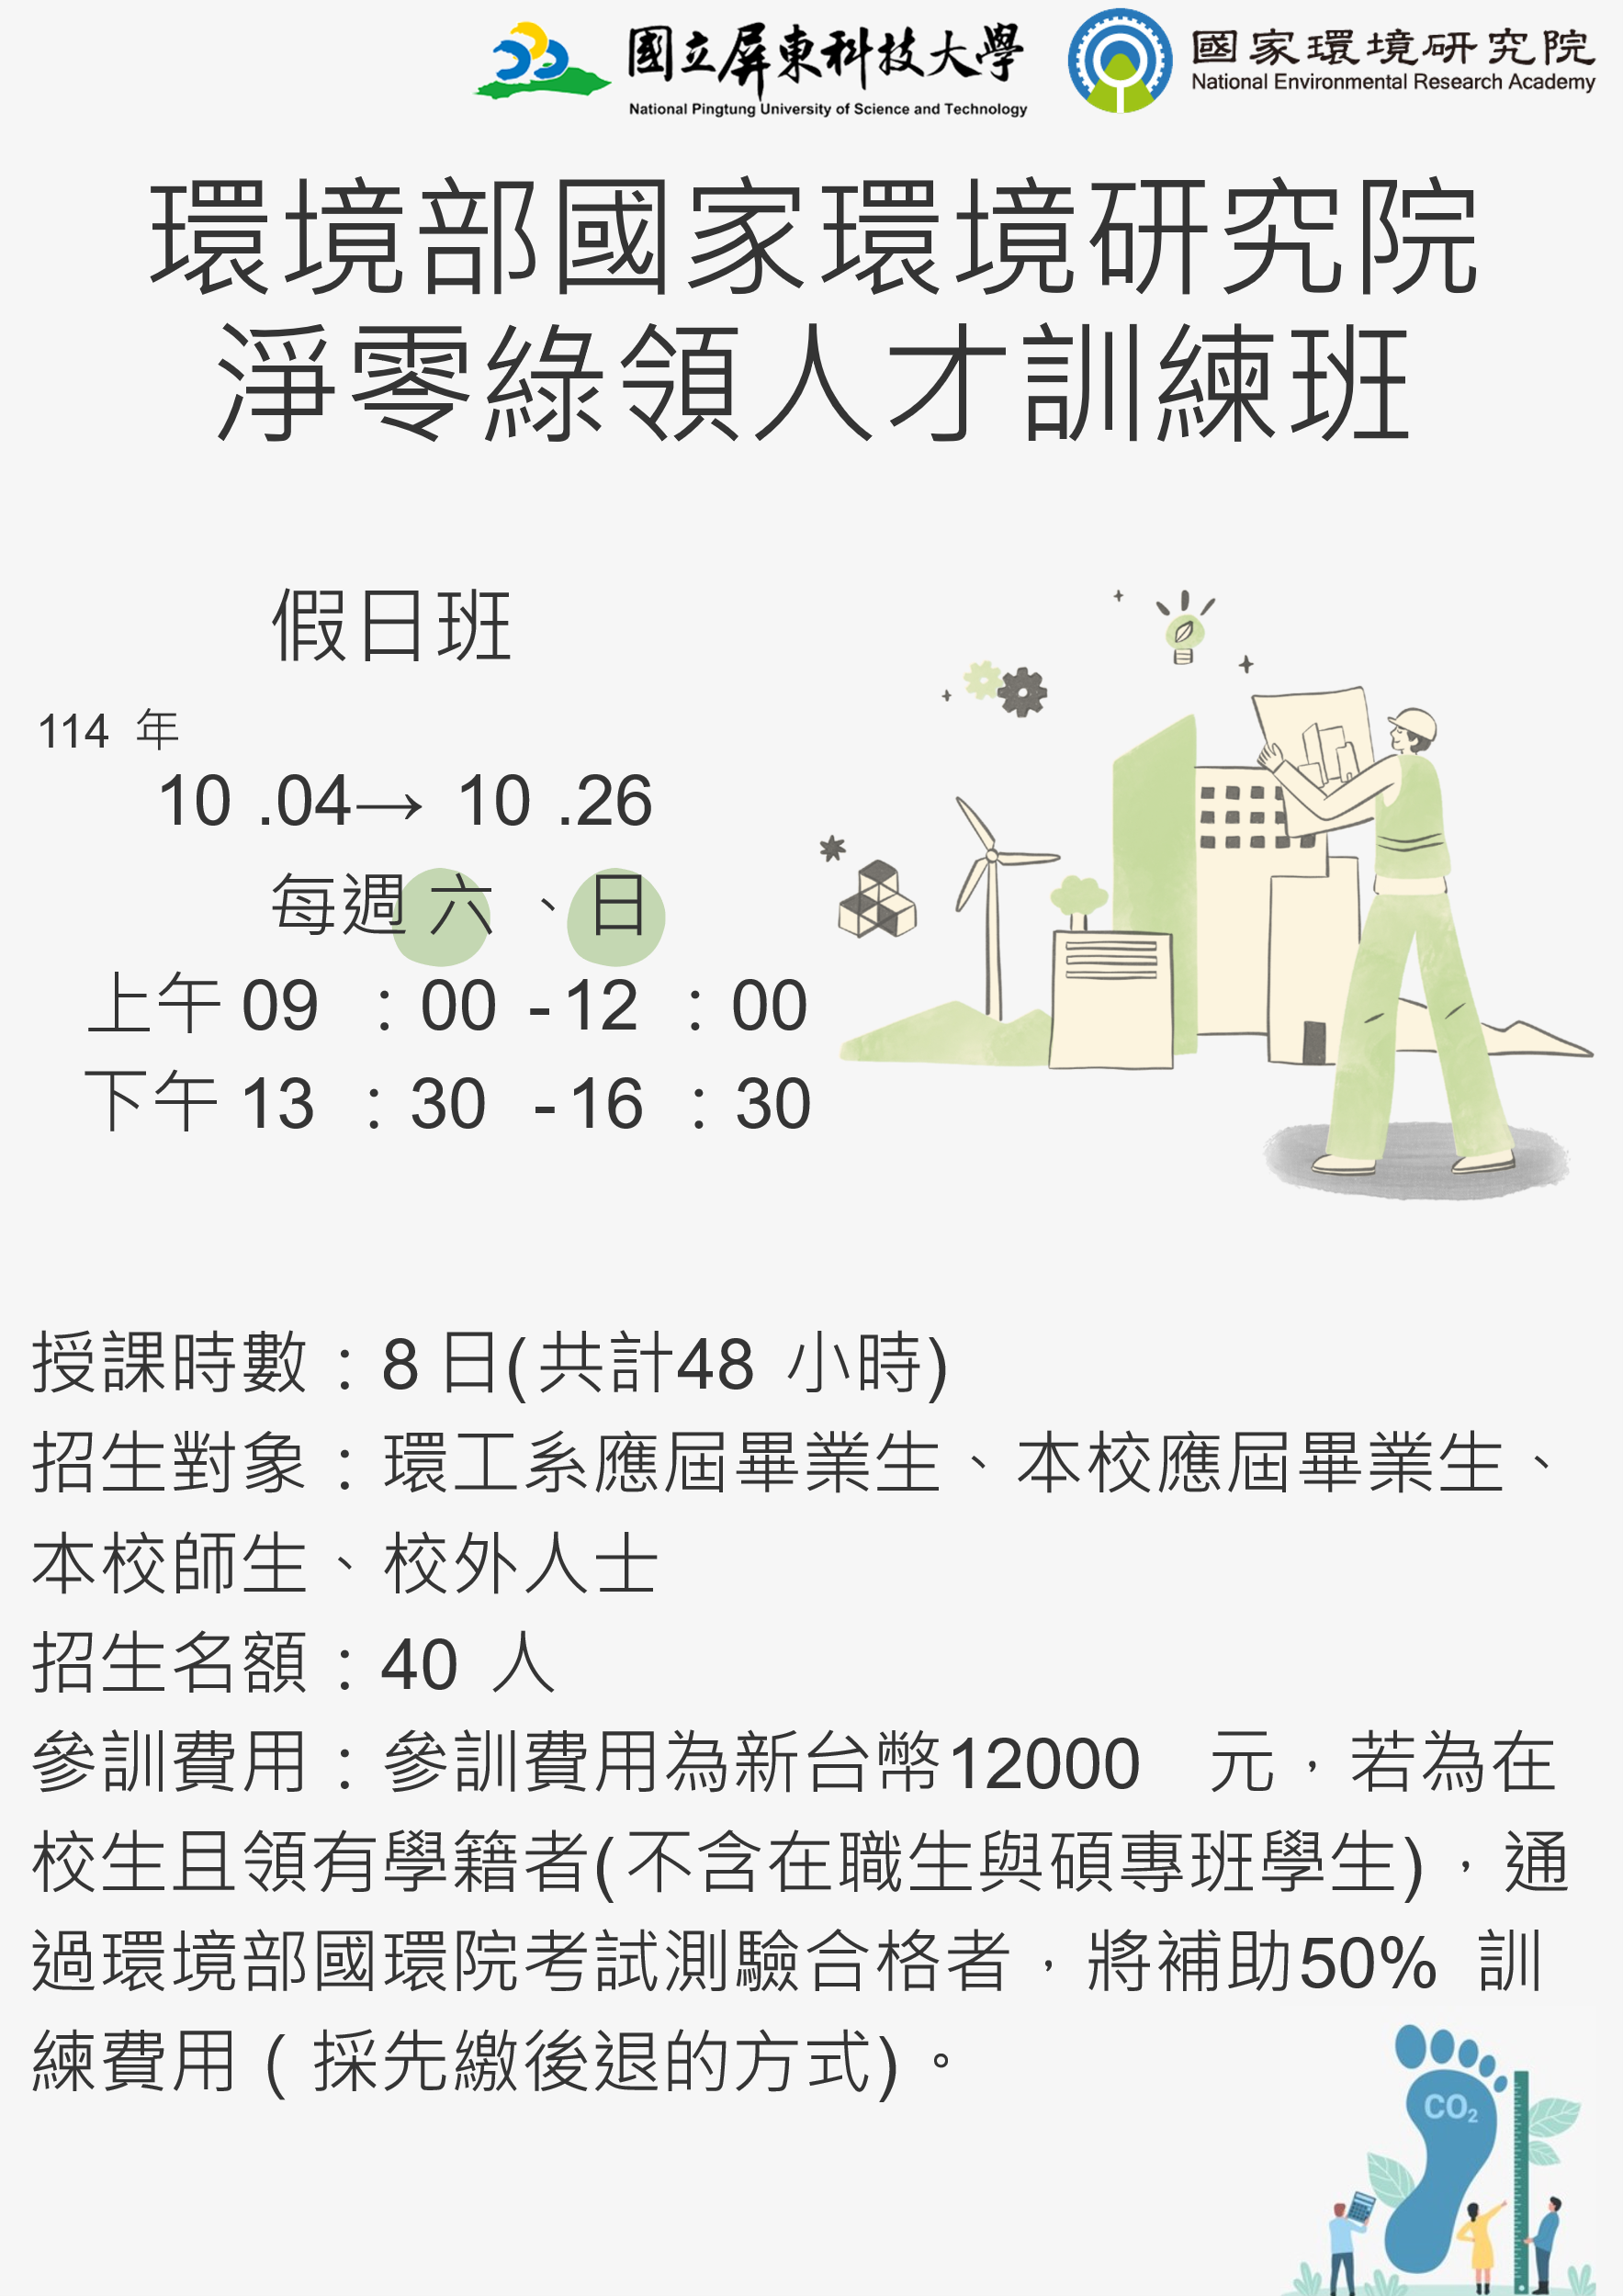 國立屏東科技大學
National Pingtung University of Science and Technology
國家環境研究院
National Environmental Research Academy
環境部國家環境研究院
淨零綠領人才訓練班
假日班
114 年
10 .04→ 10 .26
每週 六 、 日
上午 09 ：00 - 12 ：00
下午 13 ：30 - 16 ：30
授課時數：8 日(共計48 小時)
招生對象：環工系應屆畢業生、本校應屆畢業生、
本校師生、校外人士
招生名額：40 人
參訓費用：參訓費用為新台幣12000 元，若為在
校生且領有學籍者(不含在職生與碩專班學生)，通
過環境部國環院考試測驗合格者，將補助50% 訓
練費用 ( 採先繳後退的方式)。
CO₂